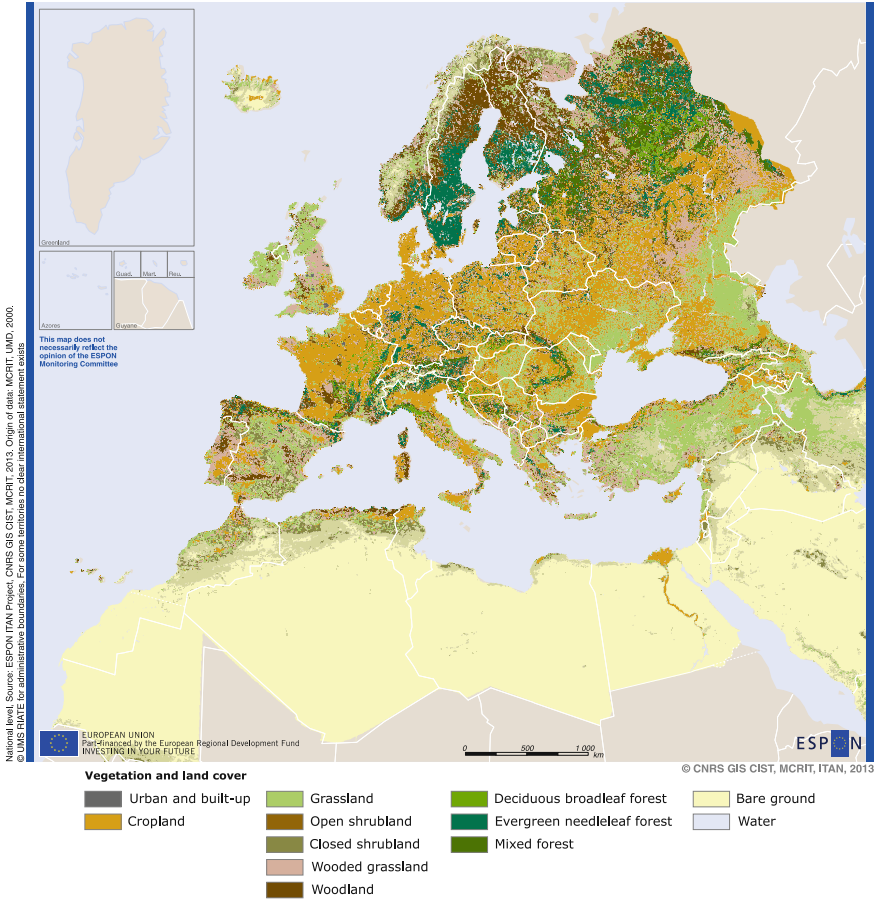 Greenland
Azores
Quad.
Mart.
Reu.
Guyane
This map does not
necessarily reflect the
opinion of the ESPON
Monitoring Committee
National level, Source: ESPON ITAN Project, CNRS GIS CIST, MCRIT, 2013. Origin of data: MCRIT, UMD, 2000.
© UMS RIATE for administrative boundaries. For some territories no clear international statement exists
EUROPEAN UNION
Part-financed by the European Regional Development Fund
INVESTING IN YOUR FUTURE
0 500 1 000
km
ESPON
© CNRS GIS CIST, MCRIT, ITAN, 2013
Vegetation and land cover
Urban and built-up
Cropland
Grassland
Open shrubland
Closed shrubland
Wooded grassland
Woodland
Deciduous broadleaf forest
Evergreen needleleaf forest
Mixed forest
Bare ground
Water